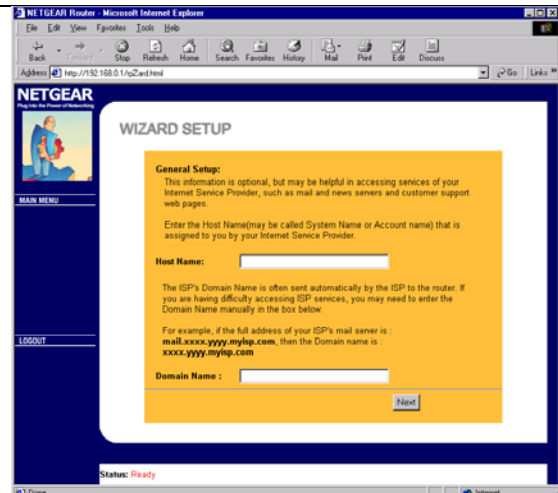 NETGEAR Router - Microsoft Internet Explorer
File Edit View Favorites Tools Help
Back Forward Stop Refresh Home Search Favorites History Mail Print Edit Discuss
Address http://192.168.0.1/rpZard.html Go Links »
NETGEAR
Plug Into the Power of Networking
WIZARD SETUP
General Setup:
This information is optional, but may be helpful in accessing services of your
Internet Service Provider, such as mail and news servers and customer support
web pages.
MAIN MENU
Enter the Host Name(may be called System Name or Account name) that is
assigned to you by your Internet Service Provider.
Host Name:
The ISP's Domain Name is often sent automatically by the ISP to the router. If
you are having difficulty accessing ISP services, you may need to enter the
Domain Name manually in the box below.
For example, if the full address of your ISP's mail server is :
mail.xxxx.yyyy.myisp.com, then the Domain name is :
xxxx.yyyy.myisp.com
LOGOUT
Domain Name :
Next
Status: Ready
Done Internet